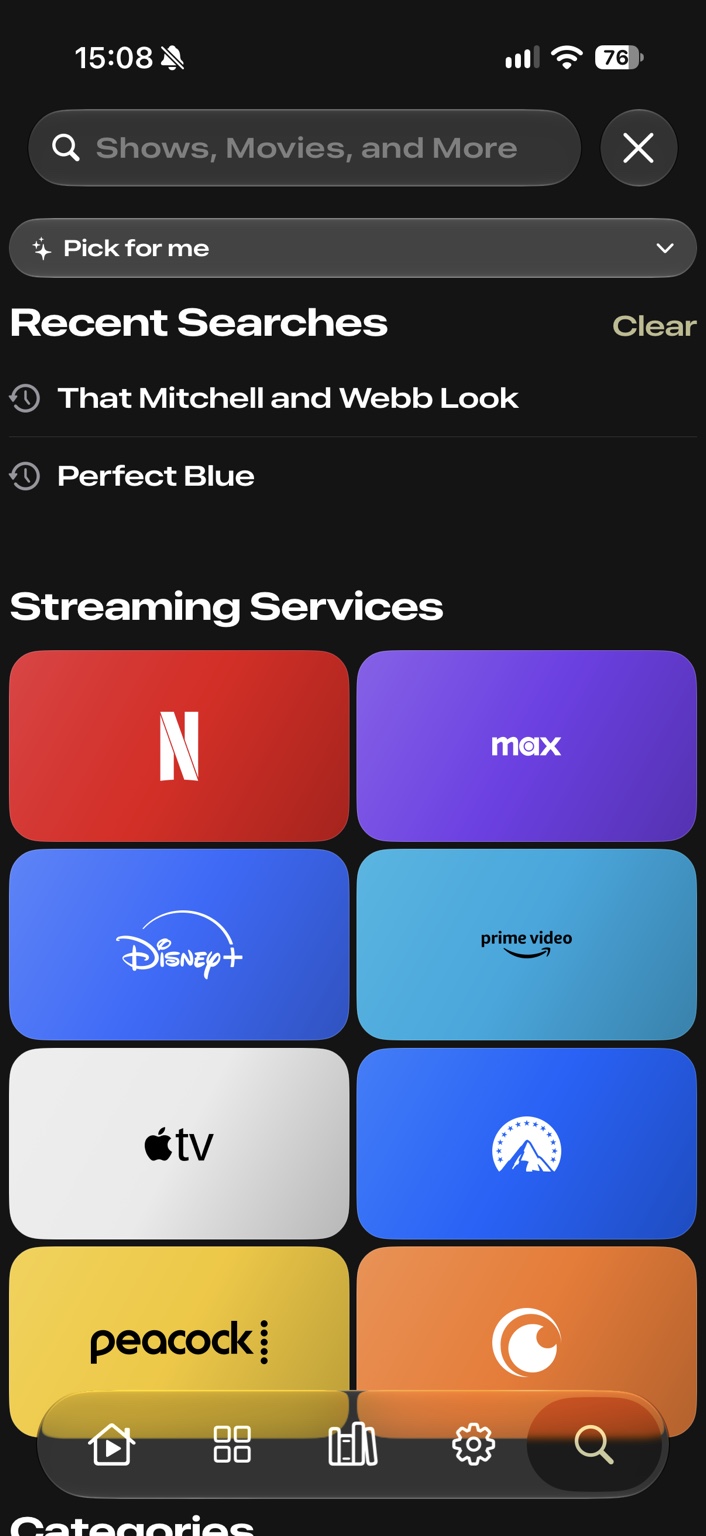 15:08
76
Shows, Movies, and More
Pick for me
Recent Searches
Clear
That Mitchell and Webb Look
Perfect Blue
Streaming Services
N
max
Disney+
prime video
tv
peacock
Categories